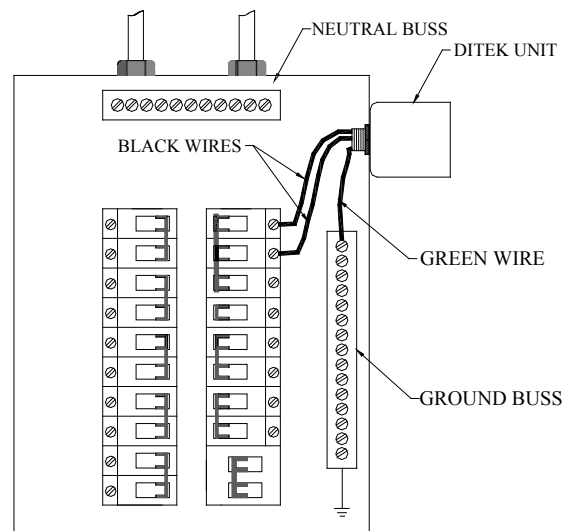 NEUTRAL BUSS
DITEK UNIT
BLACK WIRES
GREEN WIRE
GROUND BUSS